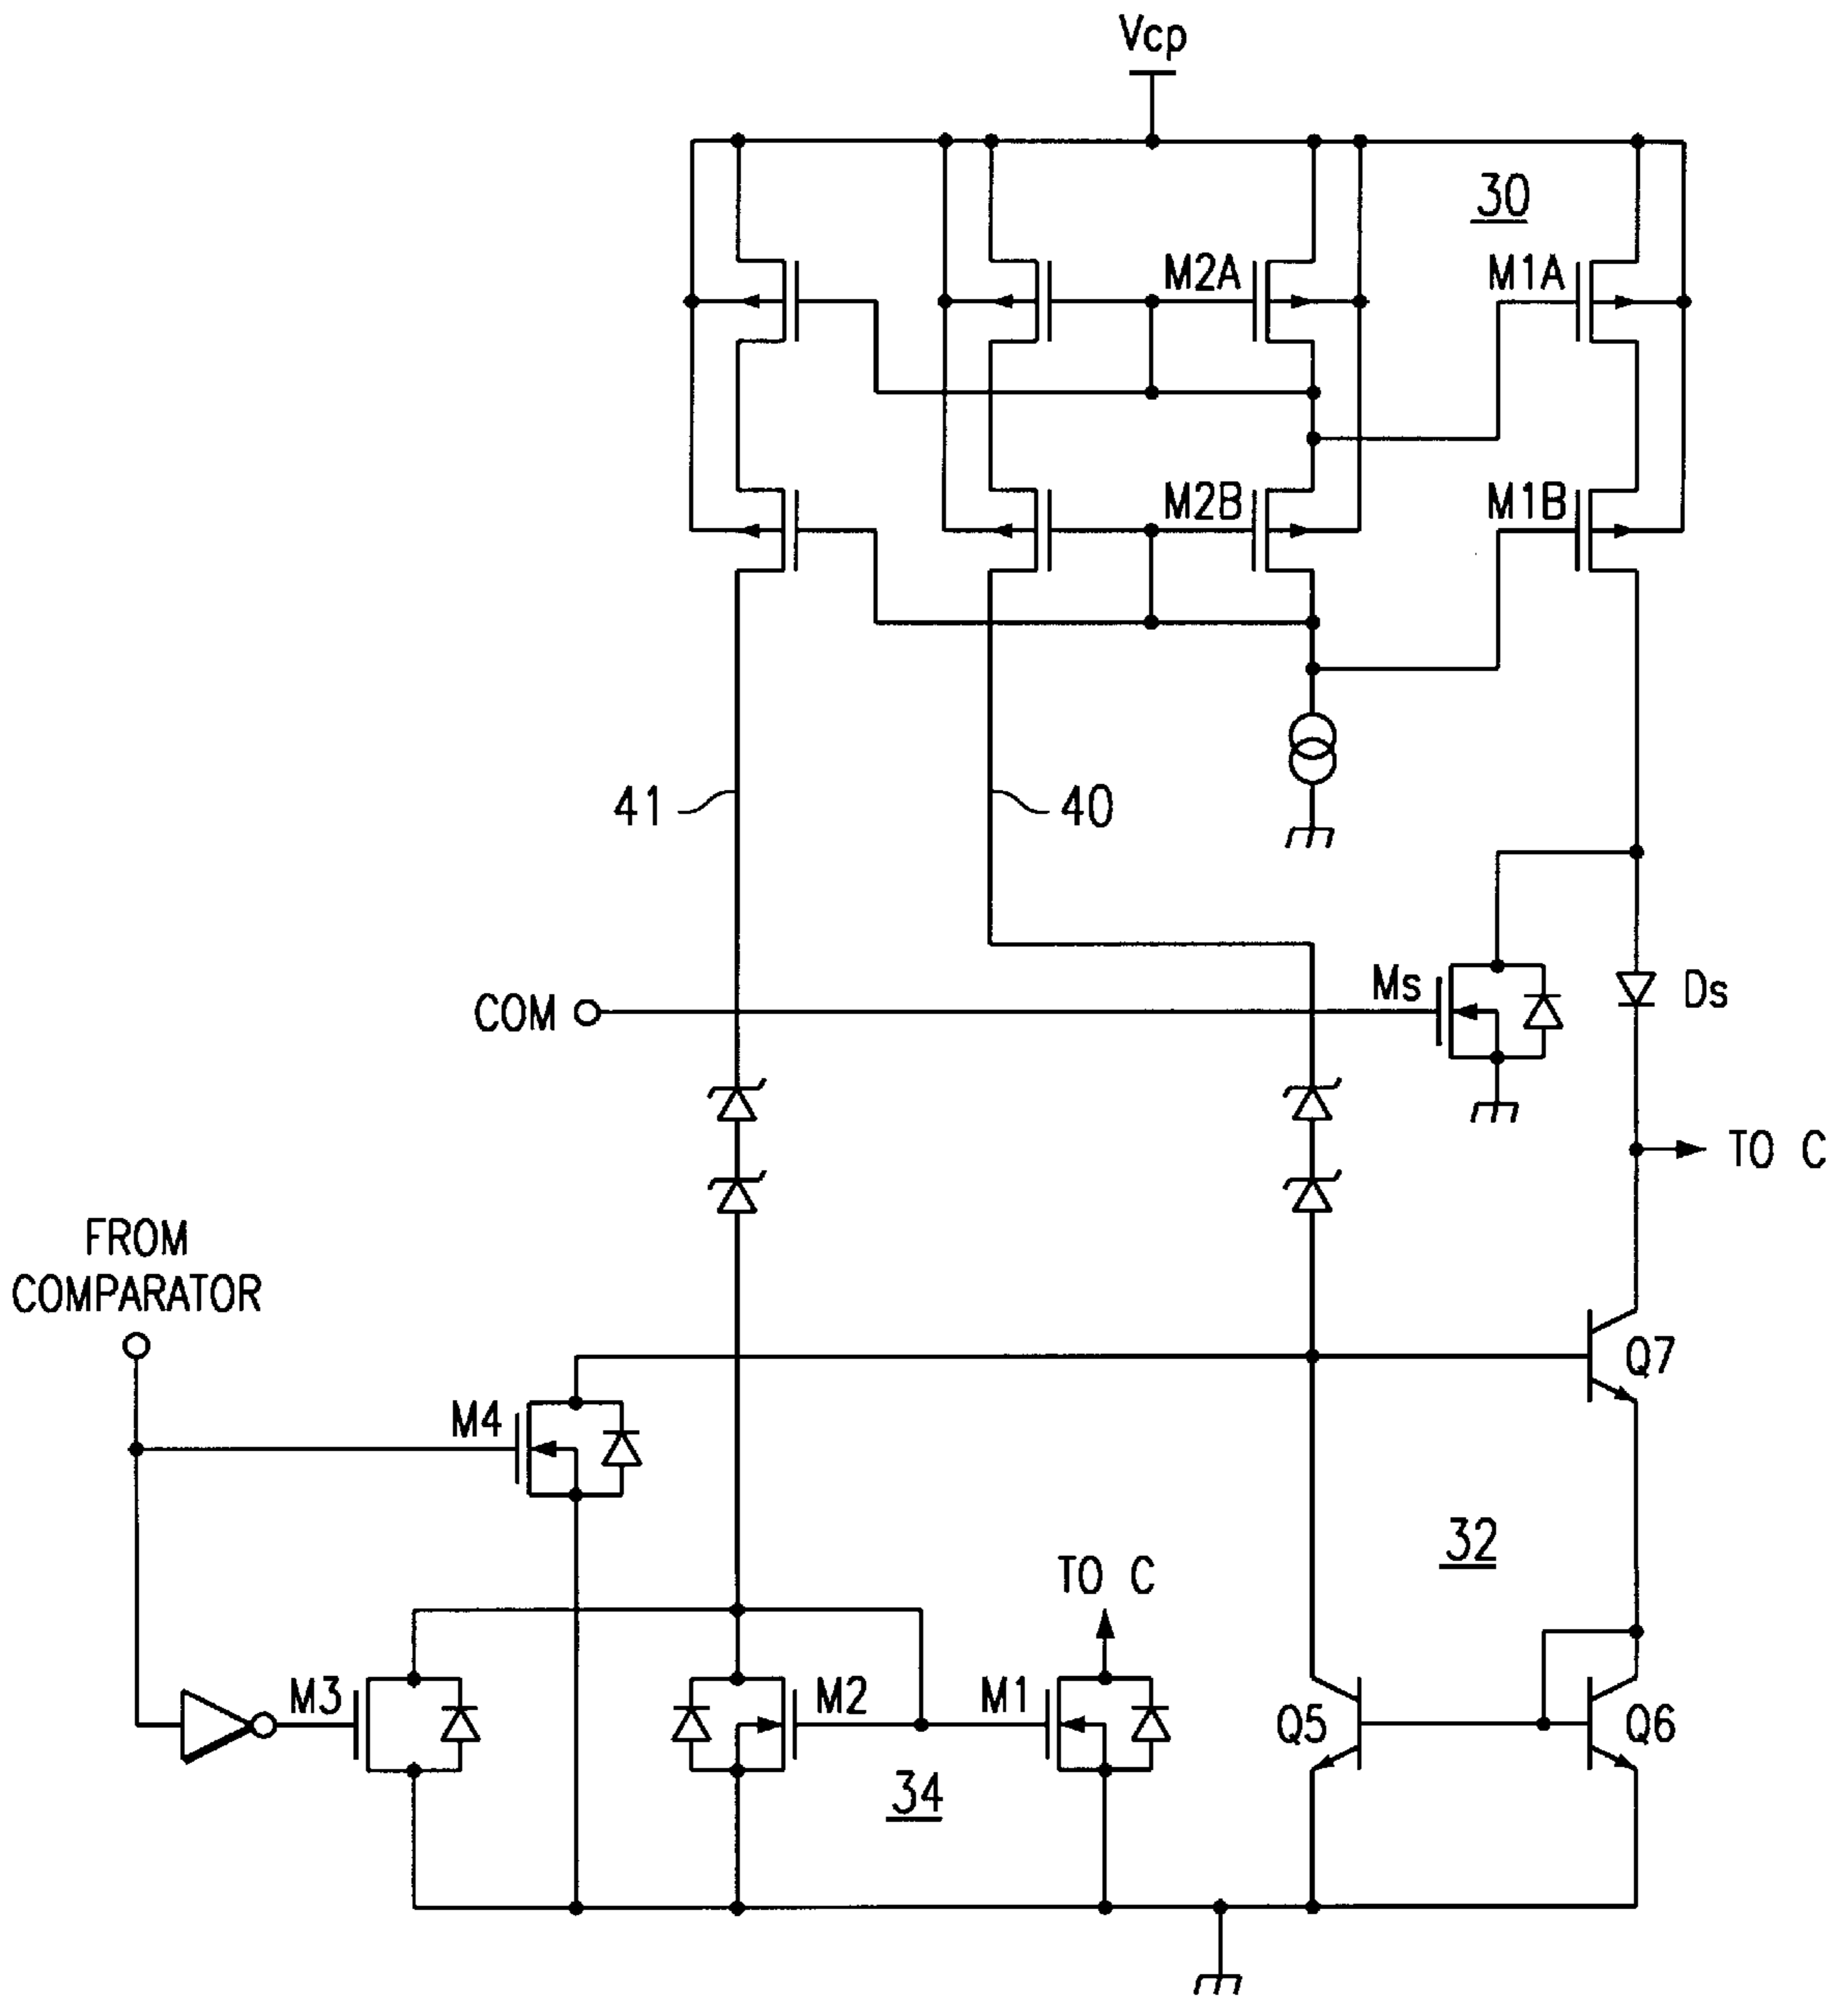 Vcp
30
M2A
M1A
M2B
M1B
41
40
COM
Ms
Ds
TO C
FROM
COMPARATOR
Q7
M4
32
TO C
M3
M2
M1
Q5
Q6
34